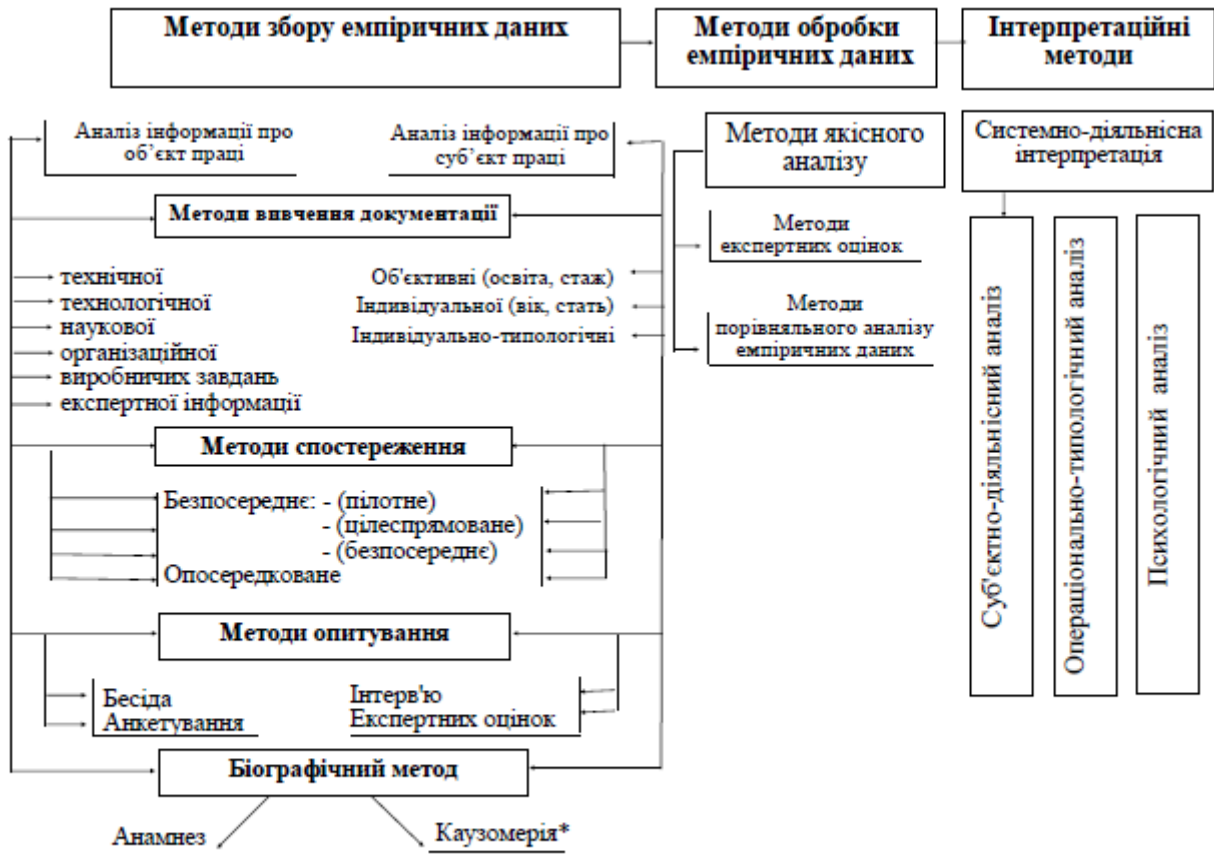 Методи збору емпіричних даних
Методи обробки
емпіричних даних
Інтерпретаційні
методи
Аналіз інформації про
об’єкт праці
Аналіз інформації про
суб’єкт праці
Методи вивчення документації
технічної
технологічної
наукової
організаційної
виробничих завдань
експертної інформації
Об'єктивні (освіта, стаж)
Індивідуальної (вік, стать)
Індивідуально-типологічні
Методи спостереження
Безпосереднє: - (пілотне)
- (цілеспрямоване)
- (безпосереднє)
Опосередковане
Методи опитування
Бесіда
Анкетування
Інтерв'ю
Експертних оцінок
Біографічний метод
Анамнез
Каузомерія*
Методи якісного
аналізу
Методи
експертних оцінок
Методи
порівняльного аналізу
емпіричних даних
Системно-діяльнісна
інтерпретація
Суб'єктно-діяльнісний аналіз
Операціонально-типологічний аналіз
Психологічний аналіз